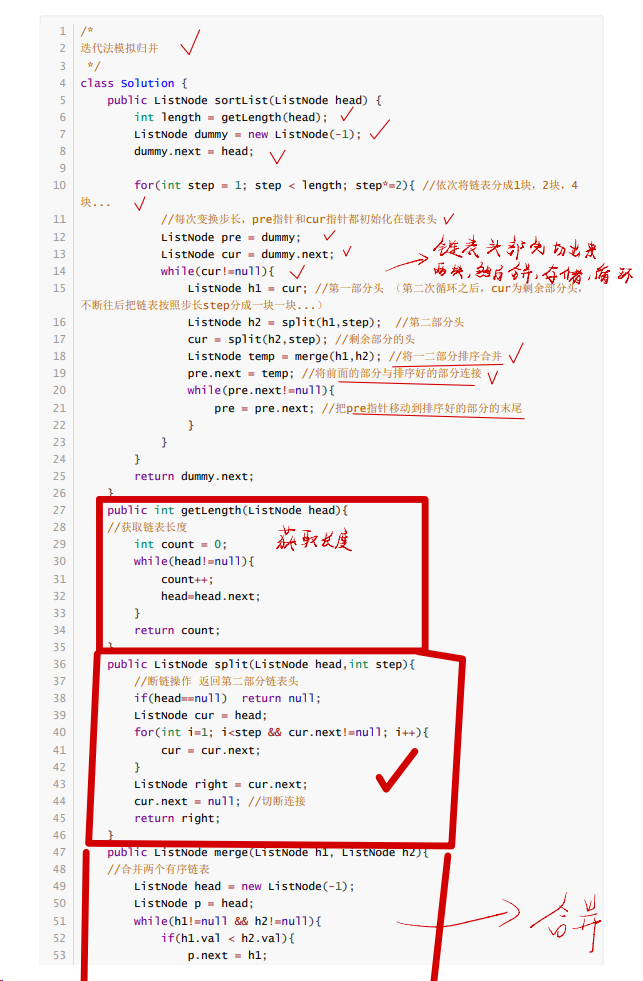 1 /*
2 迭代法模拟归并
3 */
4 class Solution {
5 public ListNode sortList(ListNode head) {
6 int length = getLength(head);
7 ListNode dummy = new ListNode(-1);
8 dummy.next = head;
9
10 for(int step = 1; step < length; step*=2){ //依次将链表分成1块，2块，4
块...
11 //每次变换步长，pre指针和cur指针都初始化在链表头
12 ListNode pre = dummy;
13 ListNode cur = dummy.next;
链表头部先切出来
14 while(cur!=null){
两块,然后合并,存储,循环
15 ListNode h1 = cur; //第一部分头 （第二次循环之后，cur为剩余部分头，
不断往后把链表按照步长step分成一块一块...）
16 ListNode h2 = split(h1,step); //第二部分头
17 cur = split(h2,step); //剩余部分的头
18 ListNode temp = merge(h1,h2); //将一二部分排序合并
19 pre.next = temp; //将前面的部分与排序好的部分连接
20 while(pre.next!=null){
21 pre = pre.next; //把pre指针移动到排序好的部分的末尾
22 }
23 }
24 }
25 return dummy.next;
26 }
27 public int getLength(ListNode head){
28 //获取链表长度
29 int count = 0;
获取长度
30 while(head!=null){
31 count++;
32 head=head.next;
33 }
34 return count;
35 }
36 public ListNode split(ListNode head,int step){
37 //断链操作 返回第二部分链表头
38 if(head==null) return null;
39 ListNode cur = head;
40 for(int i=1; i<step && cur.next!=null; i++){
41 cur = cur.next;
42 }
43 ListNode right = cur.next;
44 cur.next = null; //切断连接
45 return right;
46 }
47 public ListNode merge(ListNode h1, ListNode h2){
48 //合并两个有序链表
49 ListNode head = new ListNode(-1);
50 ListNode p = head;
51 while(h1!=null && h2!=null){
合并
52 if(h1.val < h2.val){
53 p.next = h1;